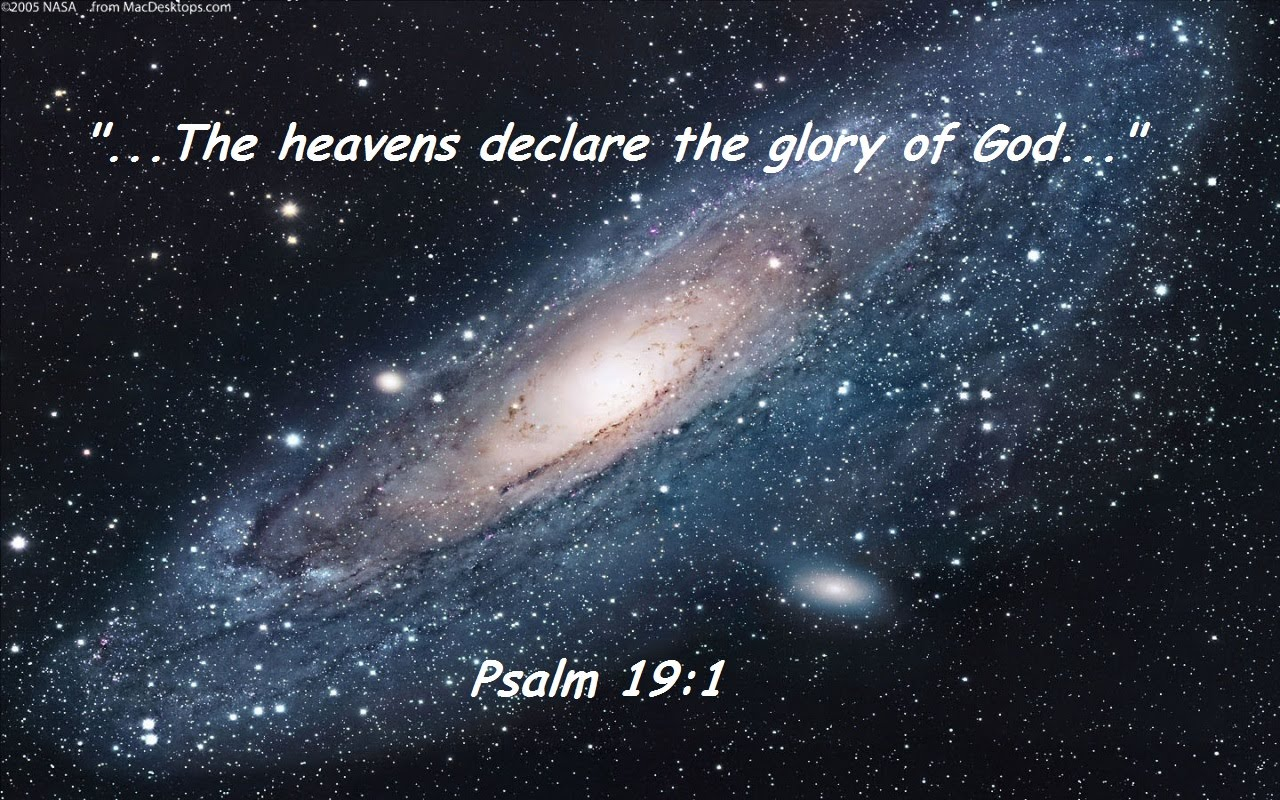 ©2005 NASA ..from MacDesktops.com
"...The heavens declare the glory of God..."
Psalm 19:1